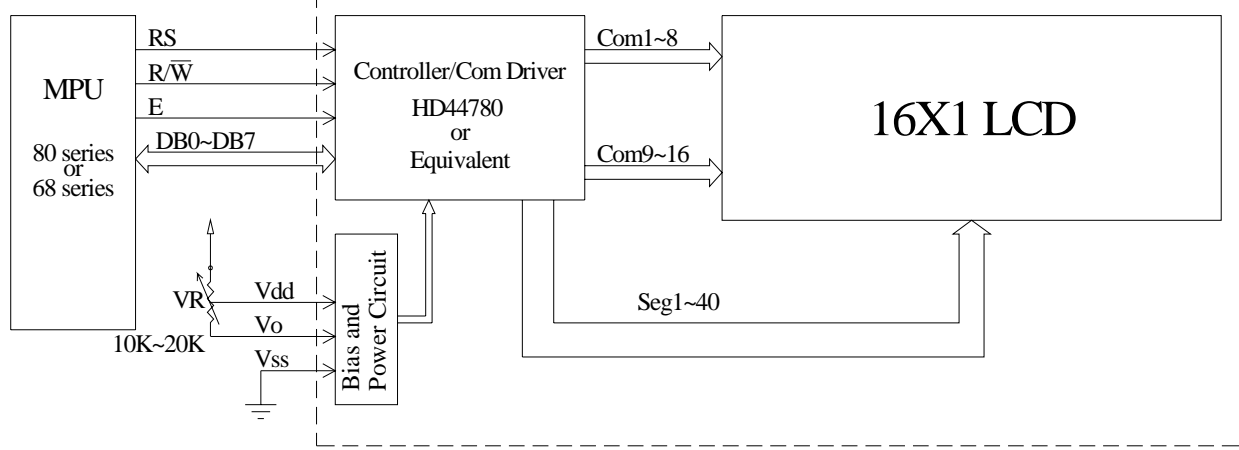 MPU
80 series
or
68 series
RS
R/W̅
E
DB0~DB7
Controller/Com Driver
HD44780
or
Equivalent
Com1~8
Com9~16
16X1 LCD
VR
10K~20K
Vdd
Vo
Vss
Bias and
Power Circuit
Seg1~40